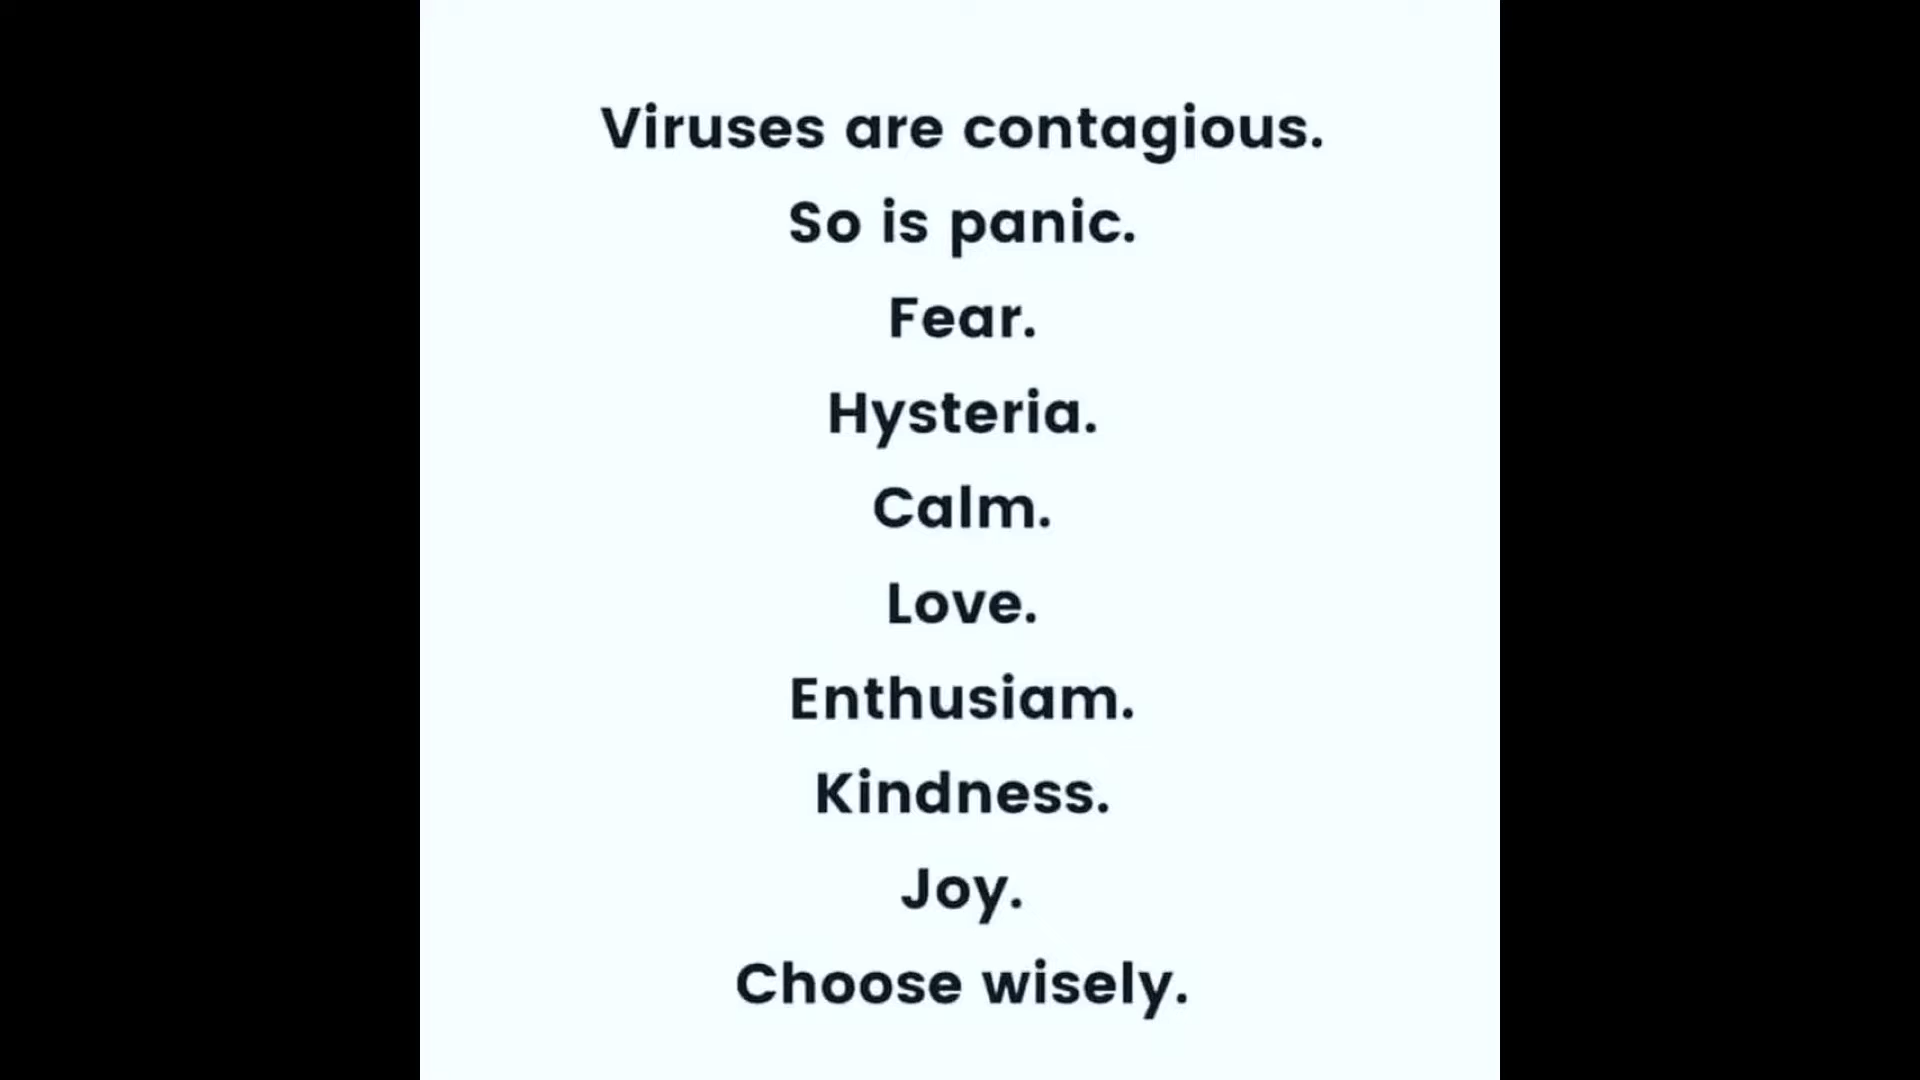 Viruses are contagious.
So is panic.
Fear.
Hysteria.
Calm.
Love.
Enthusiam.
Kindness.
Joy.
Choose wisely.